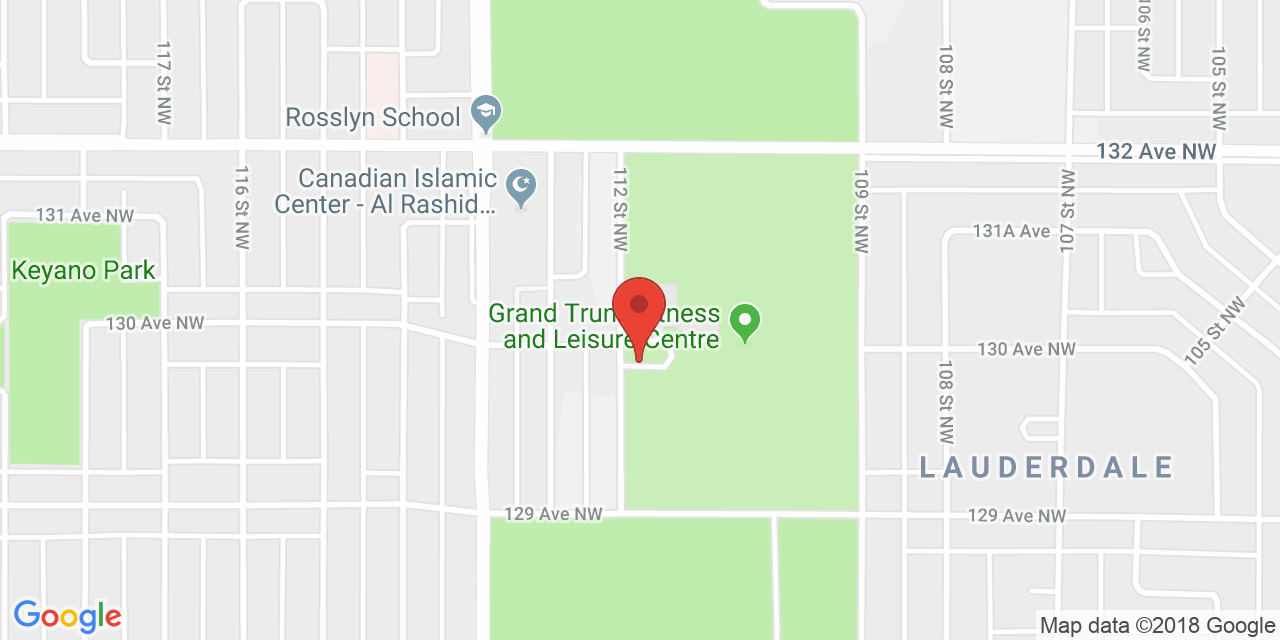 106 St NW
117 St NW
108 St NW
105 St NW
Rosslyn School
132 Ave NW
Canadian Islamic
Center - Al Rashid...
116 St NW
112 St NW
109 St NW
107 St NW
131 Ave NW
131A Ave
Keyano Park
Grand Trun
tness
and Leisure Centre
130 Ave NW
105 St NW
130 Ave NW
108 St NW
LAUDERDALE
129 Ave NW
129 Ave NW
Google
Map data ©2018 Google